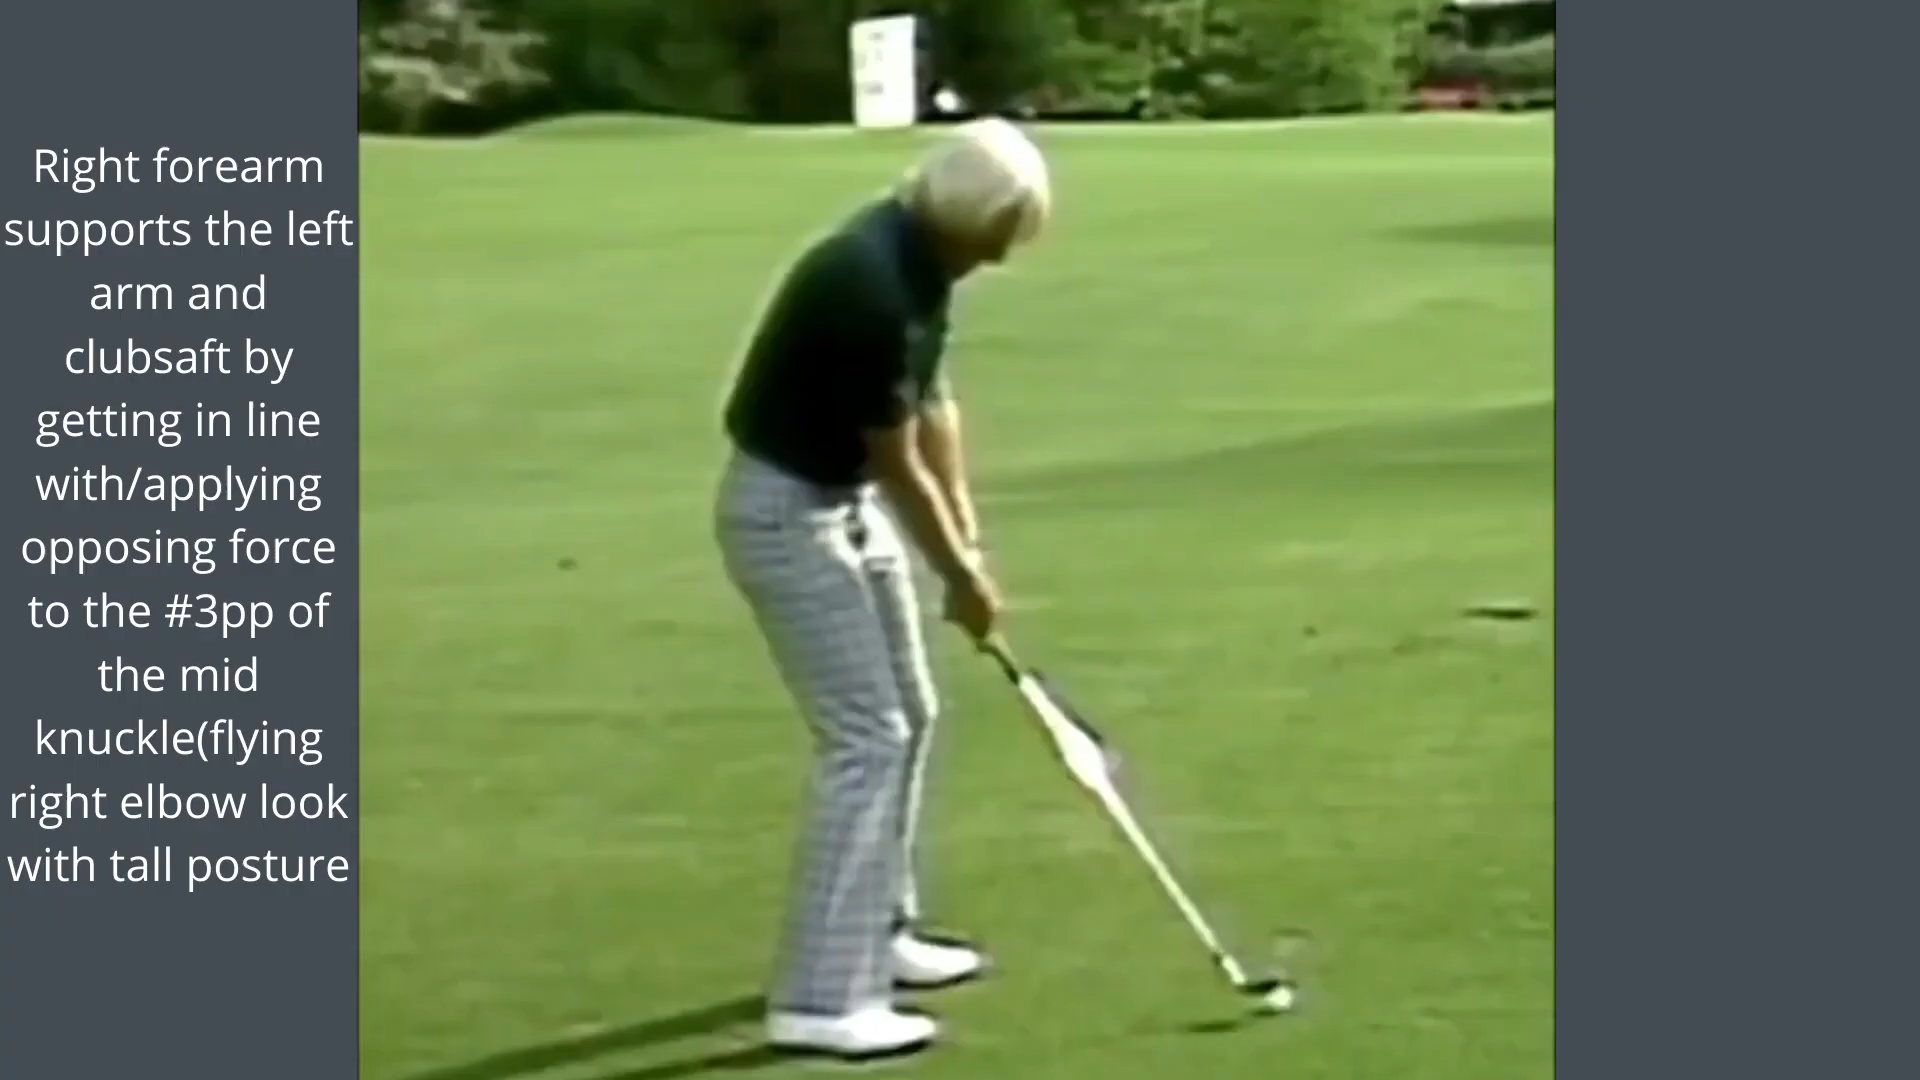 Right forearm
supports the left
arm and
clubsaft by
getting in line
with/applying
opposing force
to the #3pp of
the mid
knuckle(flying
right elbow look
with tall posture